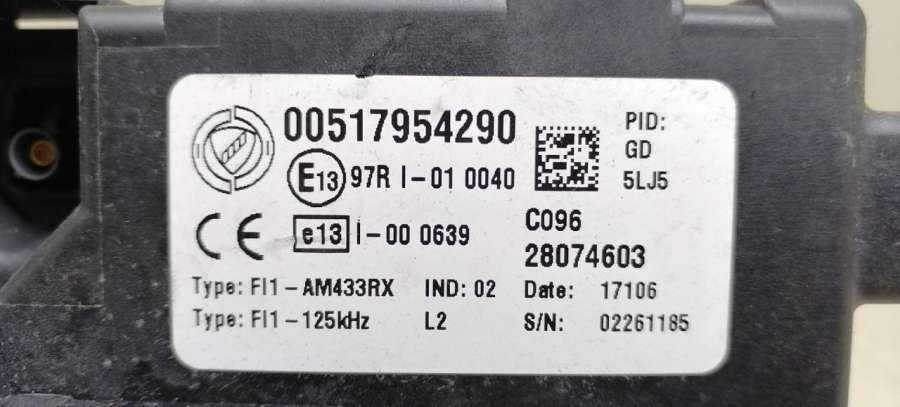 00517954290
PID:
GD
5LJ5
E13 97R I-01 0040
C096
CE e13 I-00 0639
28074603
Type: FI1-AM433RX IND: 02 Date: 17106
Type: FI1-125kHz L2 S/N: 02261185